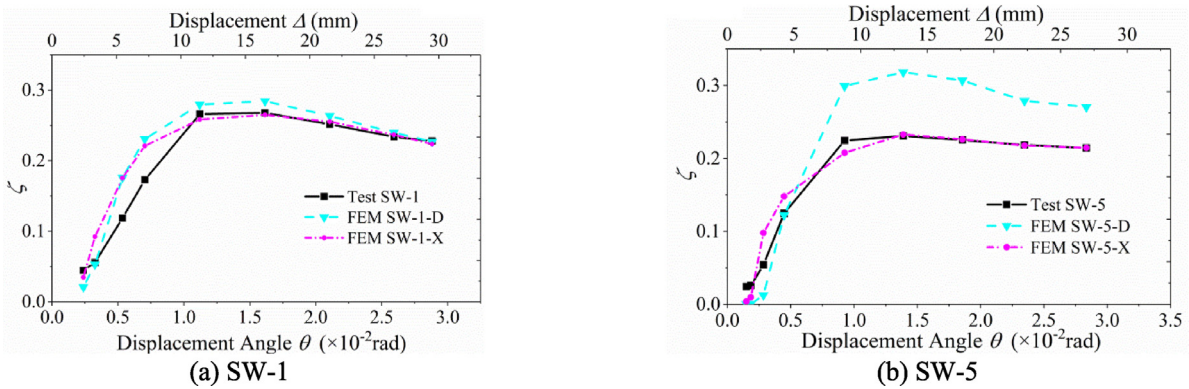 Displacement Δ (mm)
0 5 10 15 20 25 30
0.3
0.2
0.1
0.0
ζ
Test SW-1
FEM SW-1-D
FEM SW-1-X
0.0 0.5 1.0 1.5 2.0 2.5 3.0
Displacement Angle θ (×10⁻²rad)
(a) SW-1
Displacement Δ (mm)
0 5 10 15 20 25 30
0.3
0.2
0.1
0.0
ζ
Test SW-5
FEM SW-5-D
FEM SW-5-X
0.0 0.5 1.0 1.5 2.0 2.5 3.0 3.5
Displacement Angle θ (×10⁻²rad)
(b) SW-5